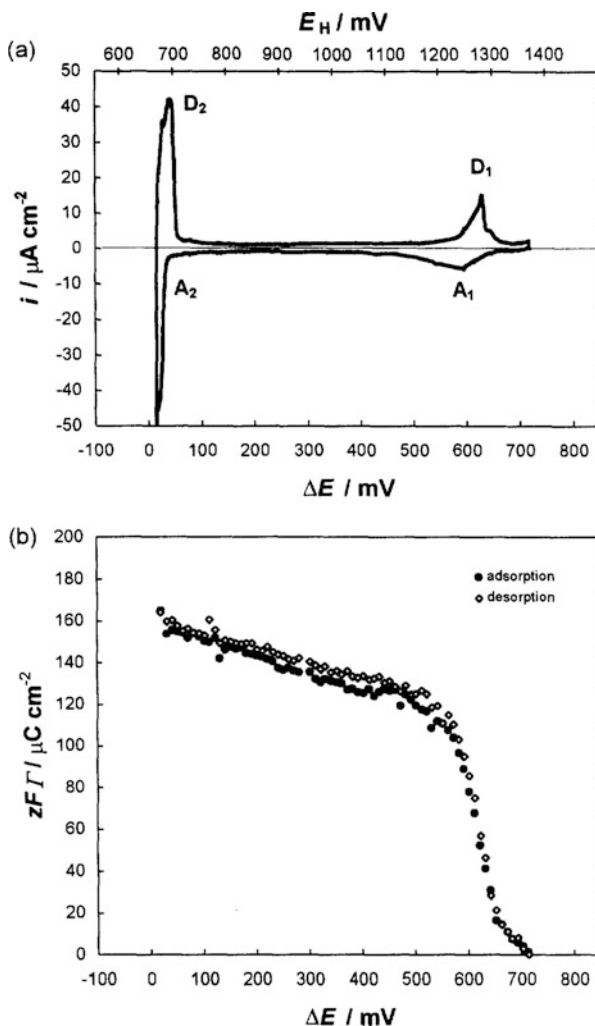 E_H / mV
(a)
600 700 800 900 1000 1100 1200 1300 1400
50
40
30
20
10
0
-10
-20
-30
-40
-50
i / µA cm⁻²
D₂
D₁
A₂
A₁
-100 0 100 200 300 400 500 600 700 800
ΔE / mV
(b)
200
180
160
140
120
100
80
60
40
20
0
zFΓ / µC cm⁻²
adsorption
desorption
-100 0 100 200 300 400 500 600 700 800
ΔE / mV